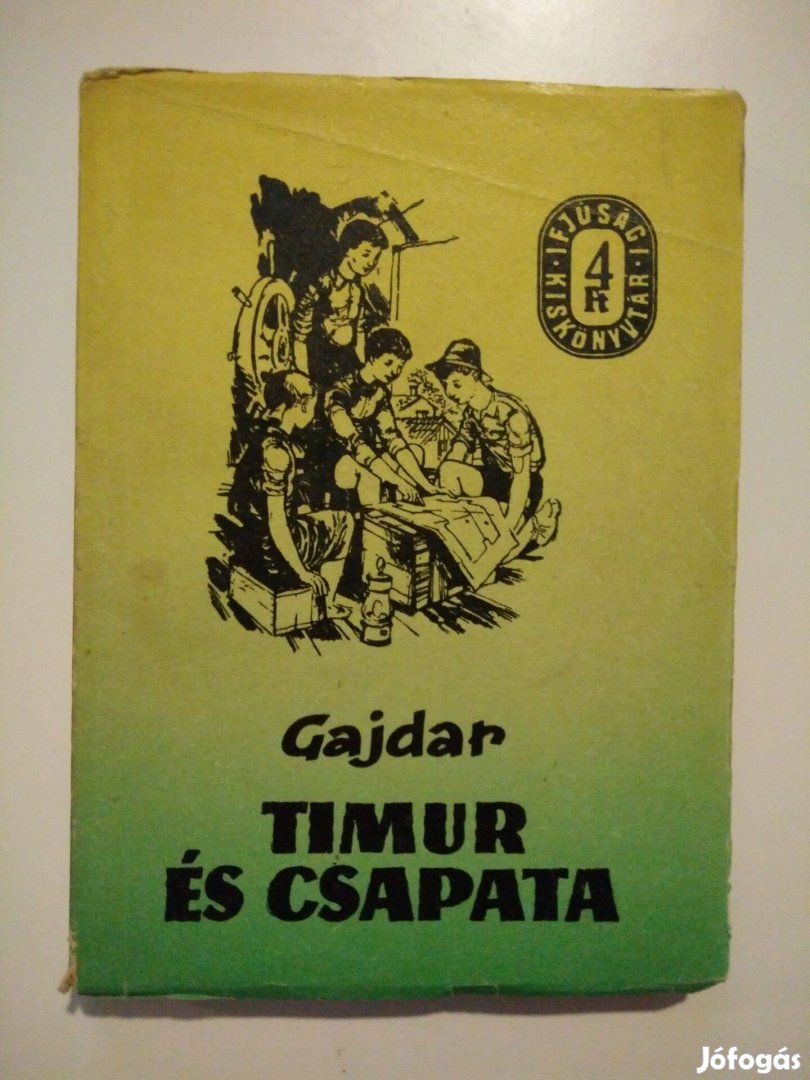 IFJÚSÁGI
4
Ft
KISKÖNYVTÁR
Gajdar
TIMUR
ÉS CSAPATA
Jófogás